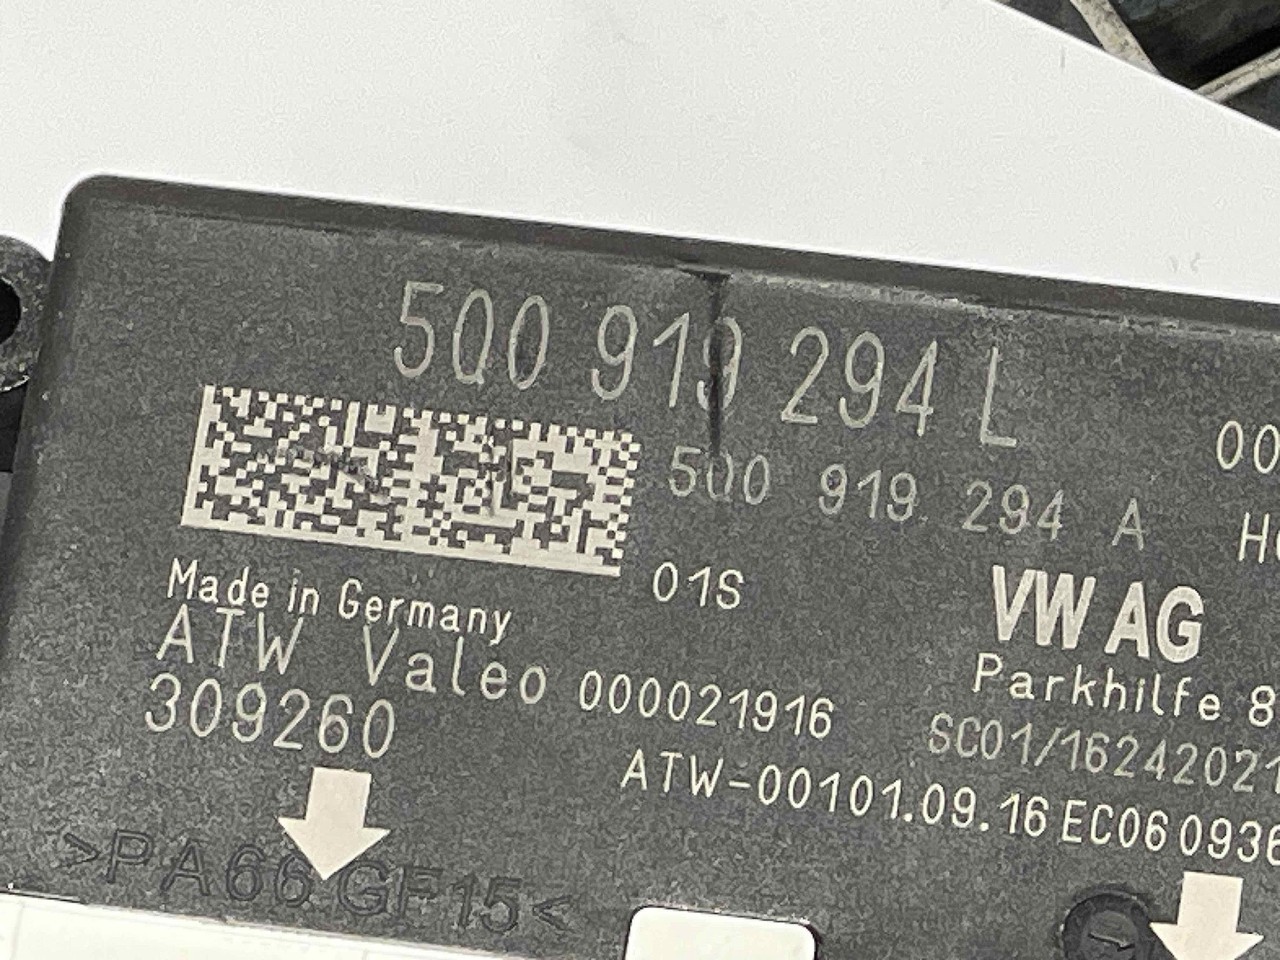 5Q0 919 294 L
00
5Q0 919 294 A
01S
VW AG
Made in Germany
ATW Valeo 000021916
Parkhilfe 8
309260
SC01/16242021
ATW-00101.09.16 EC06 0936
>PA66 GF15<